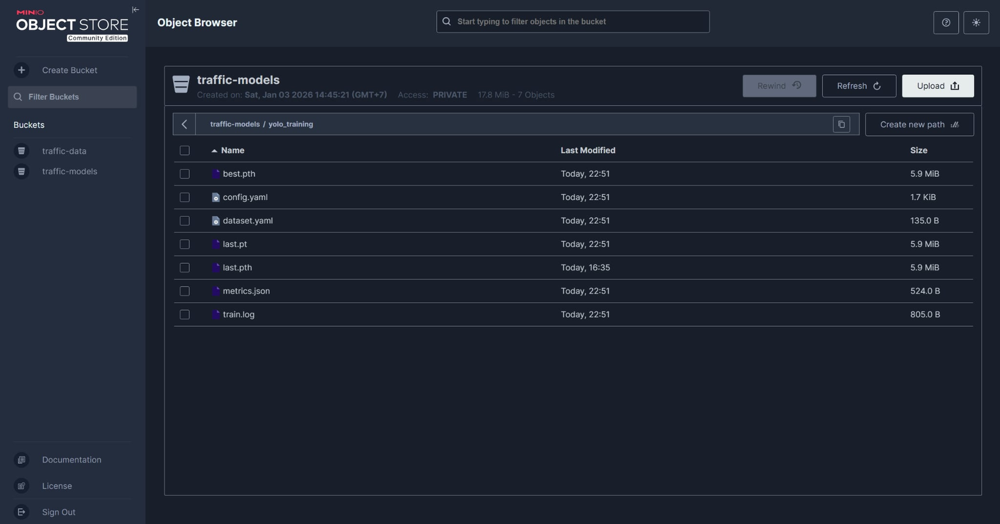 MINIO
OBJECT STORE
Community Edition
Object Browser
Start typing to filter objects in the bucket
Create Bucket
Filter Buckets
Buckets
traffic-data
traffic-models
traffic-models
Created on: Sat, Jan 03 2026 14:45:21 (GMT+7) Access: PRIVATE 17.8 MiB - 7 Objects
Rewind
Refresh
Upload
traffic-models / yolo_training
Create new path
Name Last Modified Size
best.pth Today, 22:51 5.9 MiB
config.yaml Today, 22:51 1.7 KiB
dataset.yaml Today, 22:51 135.0 B
last.pt Today, 22:51 5.9 MiB
last.pth Today, 16:35 5.9 MiB
metrics.json Today, 22:51 524.0 B
train.log Today, 22:51 805.0 B
Documentation
License
Sign Out